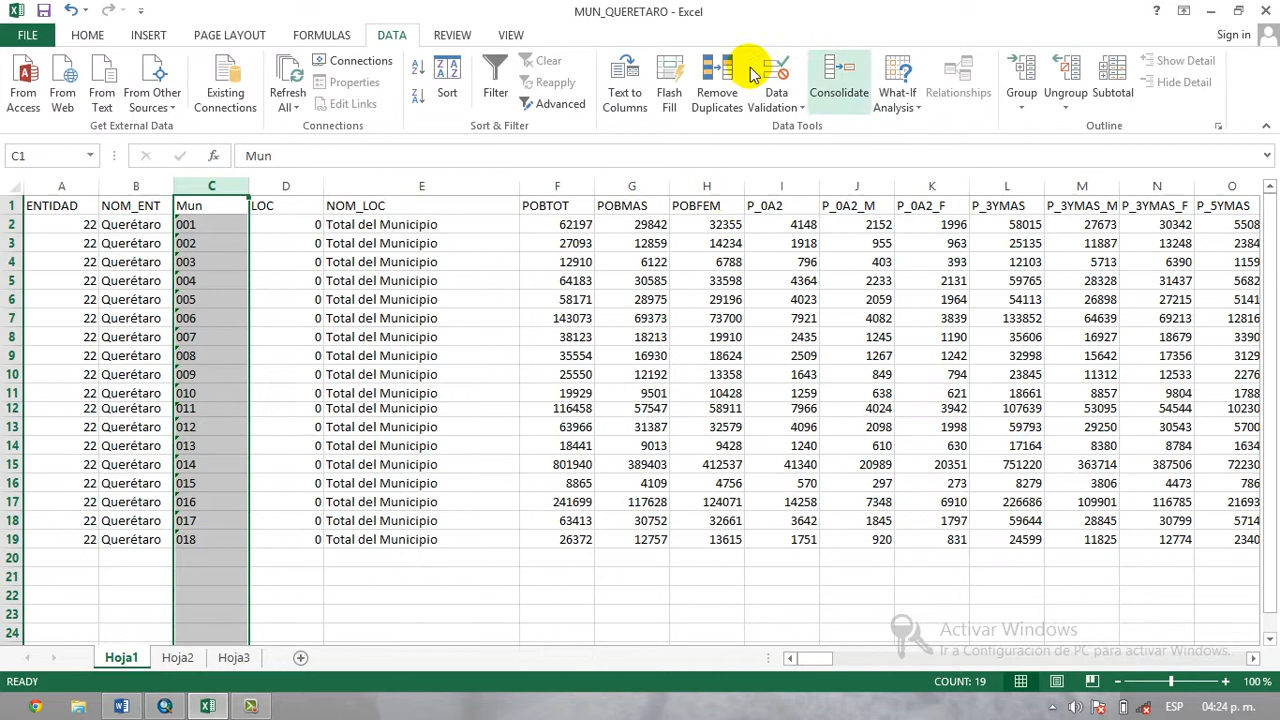 MUN_QUERETARO - Excel
?
FILE HOME INSERT PAGE LAYOUT FORMULAS DATA REVIEW VIEW Sign in
From Access From Web From Text From Other Sources Existing Connections Refresh All Connections Properties Edit Links Sort Filter Clear Reapply Advanced Text to Columns Flash Fill Remove Duplicates Data Validation Consolidate What-If Analysis Relationships Group Ungroup Subtotal Show Detail Hide Detail
Get External Data Connections Sort & Filter Data Tools Outline
C1 fx Mun
A B C D E F G H I J K L M N O
1 ENTIDAD NOM_ENT Mun LOC NOM_LOC POBTOT POBMAS POBFEM P_0A2 P_0A2_M P_0A2_F P_3YMAS P_3YMAS_M P_3YMAS_F P_5YMAS
2 22 Querétaro 001 0 Total del Municipio 62197 29842 32355 4148 2152 1996 58015 27673 30342 5508
3 22 Querétaro 002 0 Total del Municipio 27093 12859 14234 1918 955 963 25135 11887 13248 2384
4 22 Querétaro 003 0 Total del Municipio 12910 6122 6788 796 403 393 12103 5713 6390 1159
5 22 Querétaro 004 0 Total del Municipio 64183 30585 33598 4364 2233 2131 59765 28328 31437 5682
6 22 Querétaro 005 0 Total del Municipio 58171 28975 29196 4023 2059 1964 54113 26898 27215 5141
7 22 Querétaro 006 0 Total del Municipio 143073 69373 73700 7921 4082 3839 133852 64639 69213 12816
8 22 Querétaro 007 0 Total del Municipio 38123 18213 19910 2435 1245 1190 35606 16927 18679 3390
9 22 Querétaro 008 0 Total del Municipio 35554 16930 18624 2509 1267 1242 32998 15642 17356 3129
10 22 Querétaro 009 0 Total del Municipio 25550 12192 13358 1643 849 794 23845 11312 12533 2276
11 22 Querétaro 010 0 Total del Municipio 19929 9501 10428 1259 638 621 18661 8857 9804 1788
12 22 Querétaro 011 0 Total del Municipio 116458 57547 58911 7966 4024 3942 107639 53095 54544 10230
13 22 Querétaro 012 0 Total del Municipio 63966 31387 32579 4096 2098 1998 59793 29250 30543 5700
14 22 Querétaro 013 0 Total del Municipio 18441 9013 9428 1240 610 630 17164 8380 8784 1634
15 22 Querétaro 014 0 Total del Municipio 801940 389403 412537 41340 20989 20351 751220 363714 387506 72230
16 22 Querétaro 015 0 Total del Municipio 8865 4109 4756 570 297 273 8279 3806 4473 786
17 22 Querétaro 016 0 Total del Municipio 241699 117628 124071 14258 7348 6910 226686 109901 116785 21693
18 22 Querétaro 017 0 Total del Municipio 63413 30752 32661 3642 1845 1797 59644 28845 30799 5714
19 22 Querétaro 018 0 Total del Municipio 26372 12757 13615 1751 920 831 24599 11825 12774 2340
20
21
22
23
24
Activar Windows
Ir a Configuración de PC para activar Windows.
Hoja1 Hoja2 Hoja3
READY COUNT: 19 100 %
ESP 04:24 p. m.